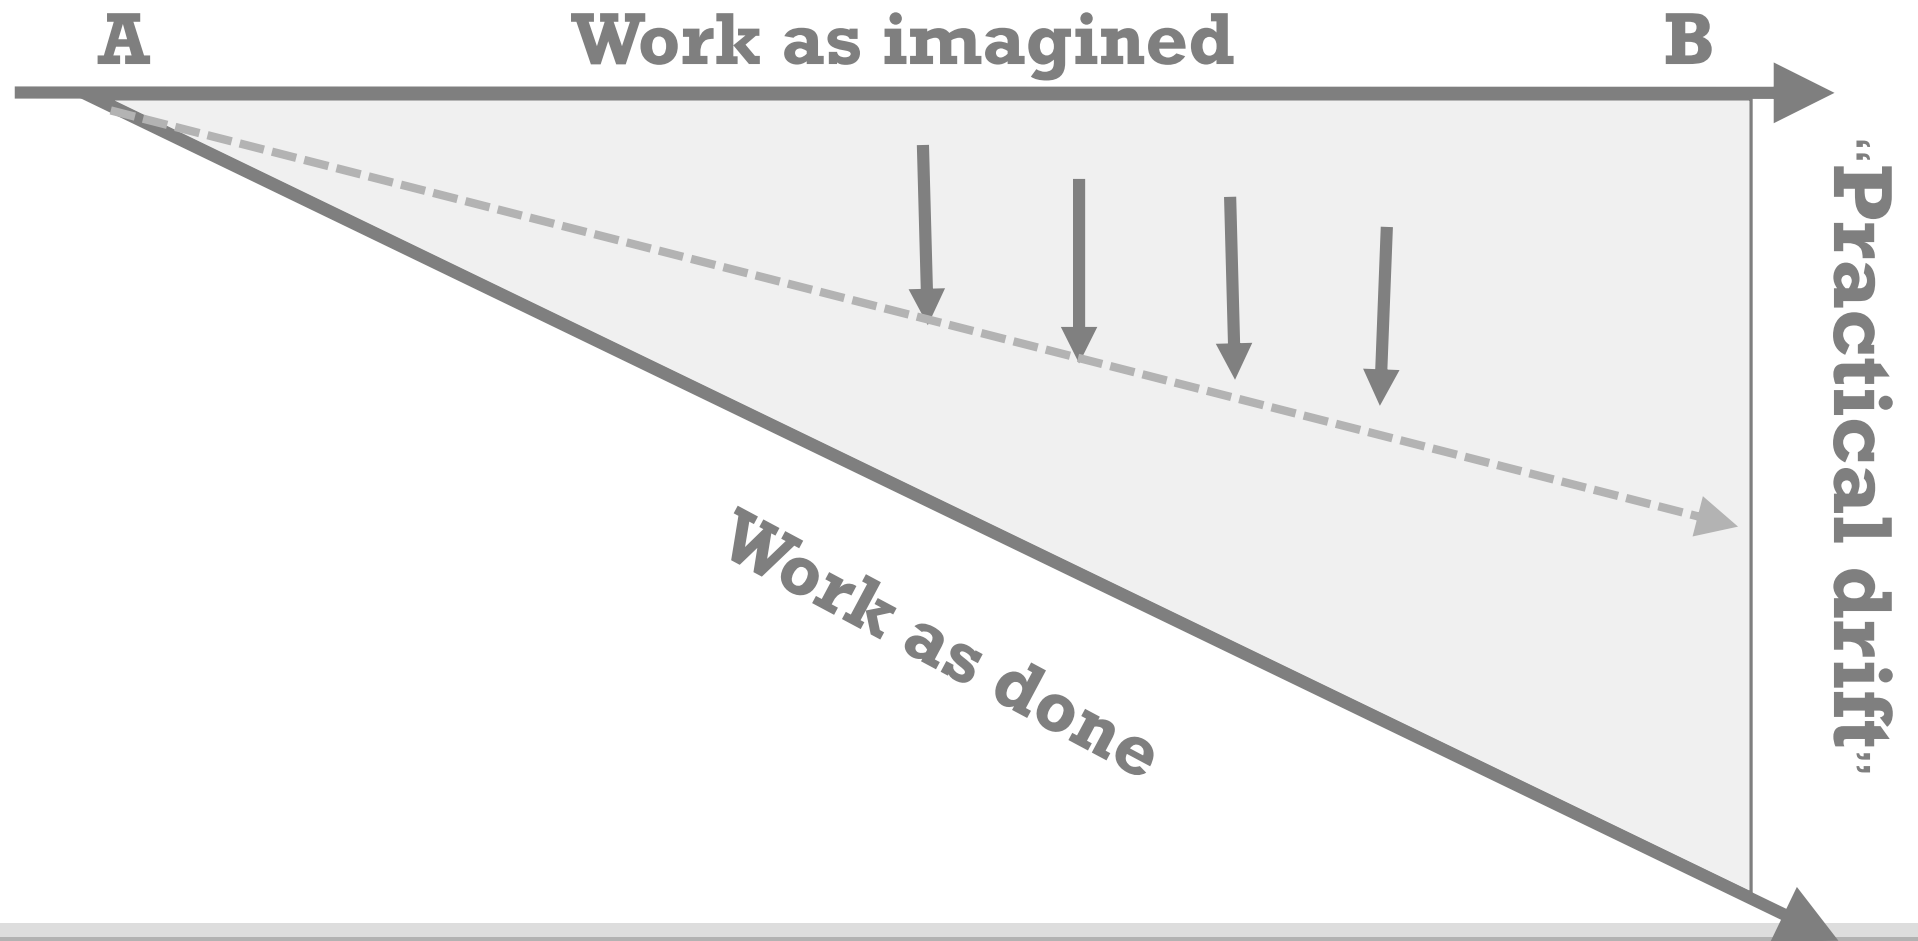 A
Work as imagined
B
“Practical drift”
Work as done